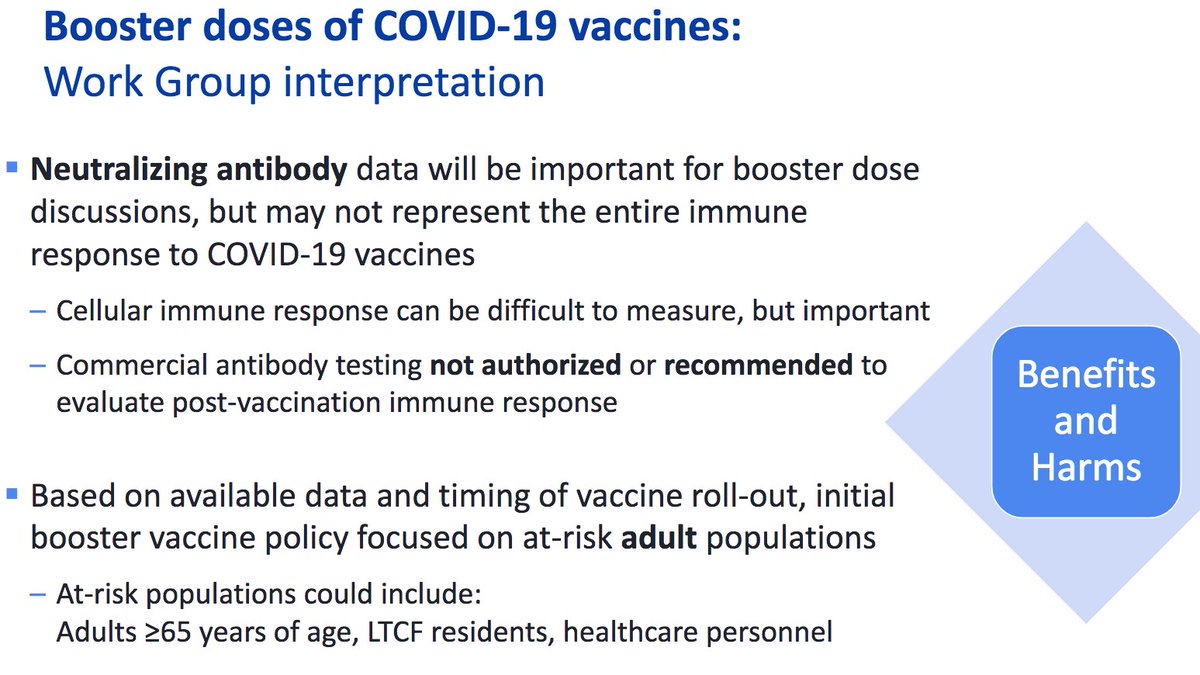 Booster doses of COVID-19 vaccines:
Work Group interpretation
▪ Neutralizing antibody data will be important for booster dose
discussions, but may not represent the entire immune
response to COVID-19 vaccines
– Cellular immune response can be difficult to measure, but important
– Commercial antibody testing not authorized or recommended to
evaluate post-vaccination immune response
▪ Based on available data and timing of vaccine roll-out, initial
booster vaccine policy focused on at-risk adult populations
– At-risk populations could include:
Adults ≥65 years of age, LTCF residents, healthcare personnel
Benefits
and
Harms